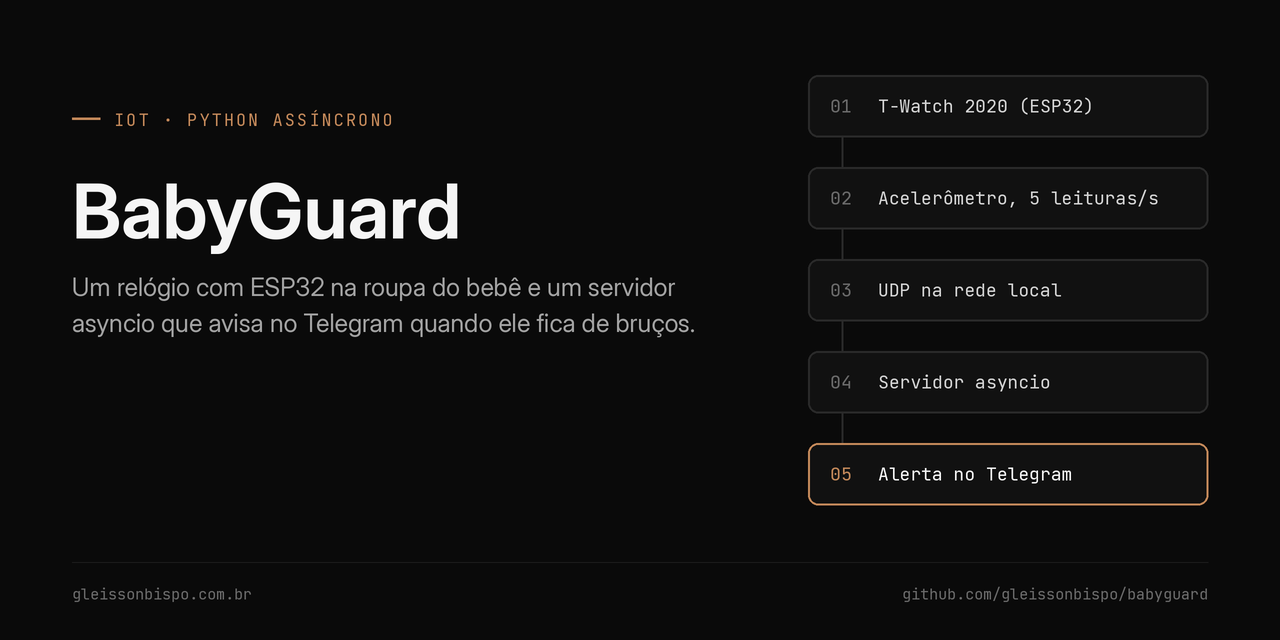 IOT · PYTHON ASSÍNCRONO
BabyGuard
Um relógio com ESP32 na roupa do bebê e um servidor
asyncio que avisa no Telegram quando ele fica de bruços.
01 T-Watch 2020 (ESP32)
02 Acelerômetro, 5 leituras/s
03 UDP na rede local
04 Servidor asyncio
05 Alerta no Telegram
gleissonbispo.com.br
github.com/gleissonbispo/babyguard